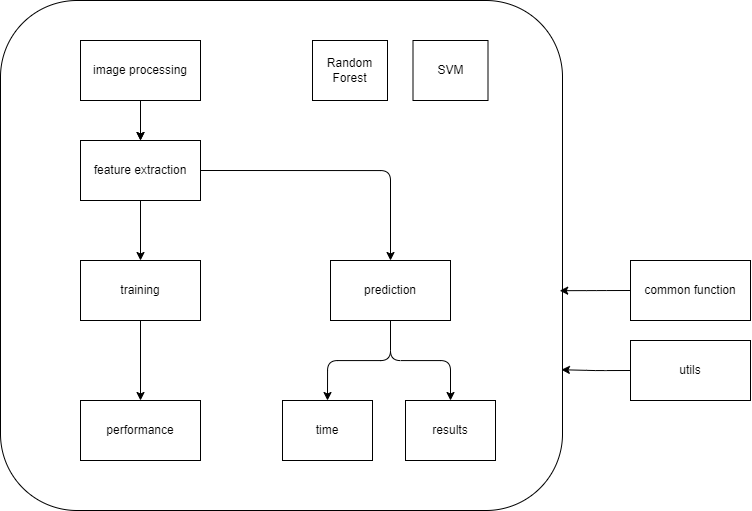 image processing
Random
Forest
SVM
feature extraction
training
prediction
common function
utils
performance
time
results